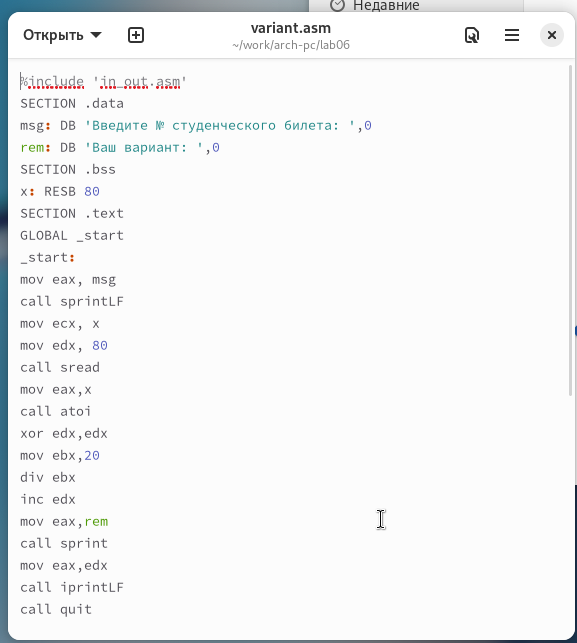 Недавние
Открыть
variant.asm
~/work/arch-pc/lab06
%include 'in_out.asm'
SECTION .data
msg: DB 'Введите № студенческого билета: ',0
rem: DB 'Ваш вариант: ',0
SECTION .bss
x: RESB 80
SECTION .text
GLOBAL _start
_start:
mov eax, msg
call sprintLF
mov ecx, x
mov edx, 80
call sread
mov eax,x
call atoi
xor edx,edx
mov ebx,20
div ebx
inc edx
mov eax,rem
call sprint
mov eax,edx
call iprintLF
call quit